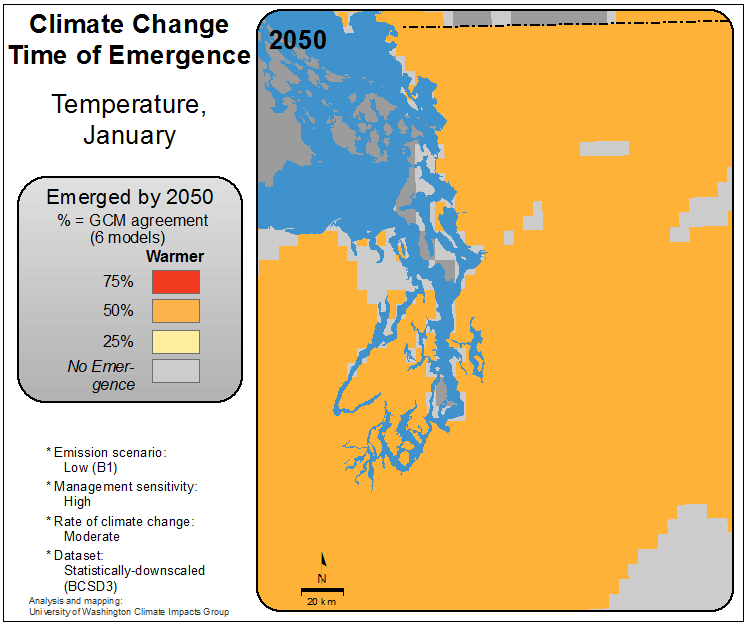 Climate Change
Time of Emergence
Temperature,
January
Emerged by 2050
% = GCM agreement
(6 models)
Warmer
75%
50%
25%
No Emer-
gence
* Emission scenario:
Low (B1)
* Management sensitivity:
High
* Rate of climate change:
Moderate
* Dataset:
Statistically-downscaled
(BCSD3)
Analysis and mapping:
University of Washington Climate Impacts Group
2050
N
20 km